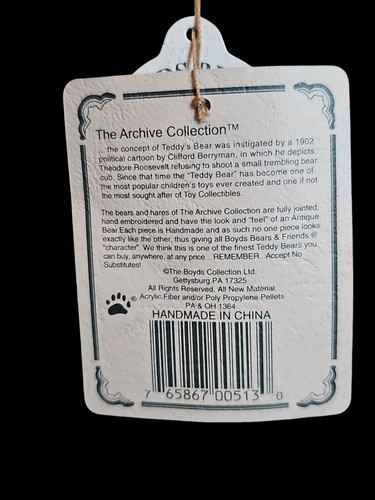 The Archive Collection™
...the concept of Teddy's Bear was instigated by a 1902
political cartoon by Clifford Berryman, in which he depicts
Theodore Roosevelt refusing to shoot a small trembling bear
cub. Since that time the "Teddy Bear" has become one of
the most popular children's toys ever created and one if not
the most sought after of Toy Collectibles.
The bears and hares of The Archive Collection are fully jointed,
hand embroidered and have the look and "feel" of an Antique
Bear.Each piece is Handmade and as such no one piece looks
exactly like the other, thus giving all Boyds Bears & Friends ®
"character". We think this is one of the finest Teddy Bears you
can buy, anywhere, at any price... REMEMBER.. Accept No
Substitutes!
©The Boyds Collection Ltd.
Gettysburg PA 17325
All Rights Reserved, All New Material
® Acrylic Fiber and/or Poly Propylene Pellets
PA & OH 1364
HANDMADE IN CHINA
7 65867 00513 0